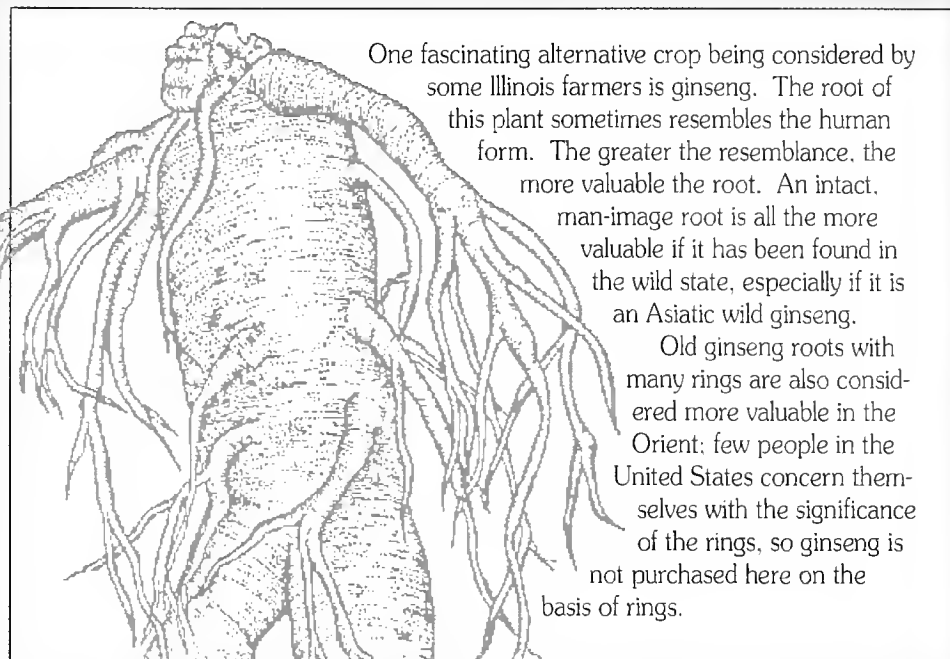 One fascinating alternative crop being considered by
some Illinois farmers is ginseng. The root of
this plant sometimes resembles the human
form. The greater the resemblance, the
more valuable the root. An intact,
man-image root is all the more
valuable if it has been found in
the wild state, especially if it is
an Asiatic wild ginseng.
Old ginseng roots with
many rings are also consid-
ered more valuable in the
Orient; few people in the
United States concern them-
selves with the significance
of the rings, so ginseng is
not purchased here on the
basis of rings.